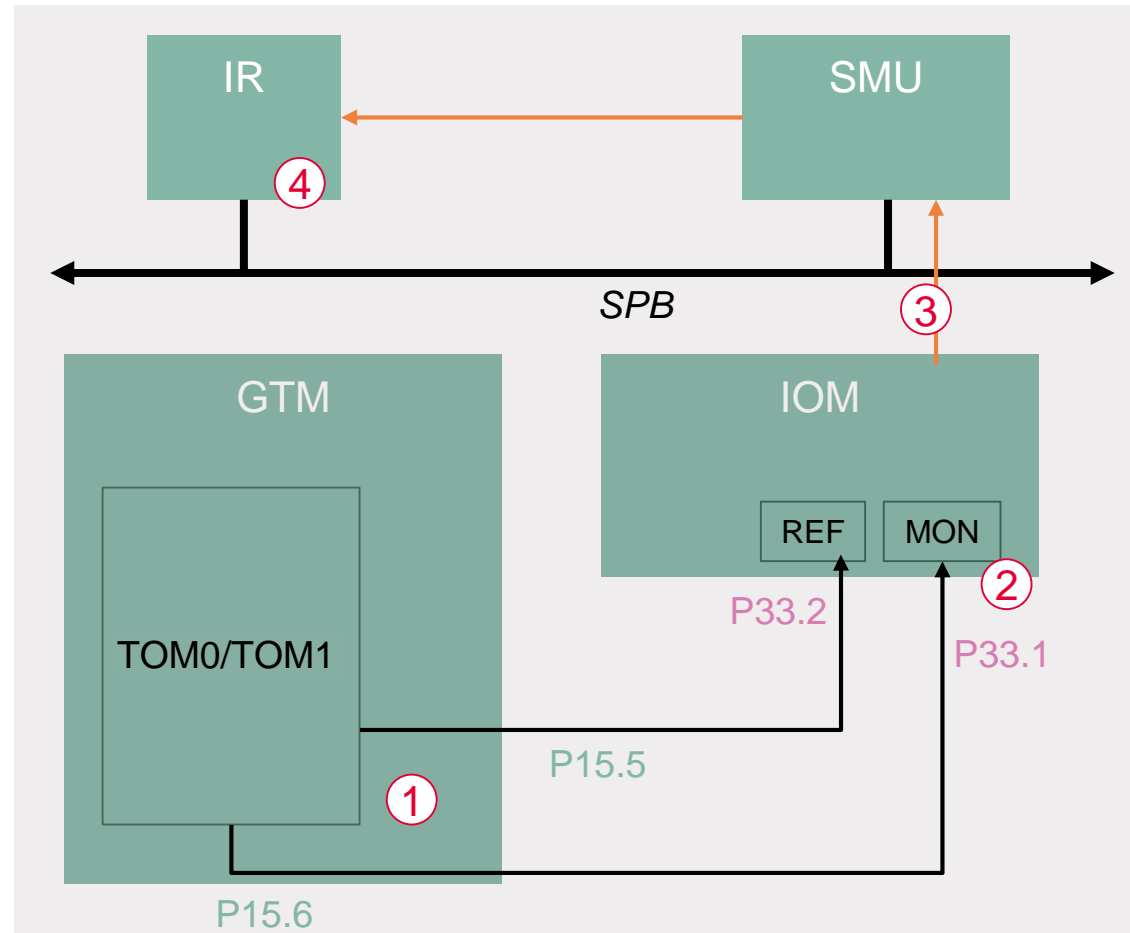 IR
SMU
4
SPB
3
GTM
IOM
REF
MON
2
P33.2
TOM0/TOM1
P33.1
P15.5
1
P15.6